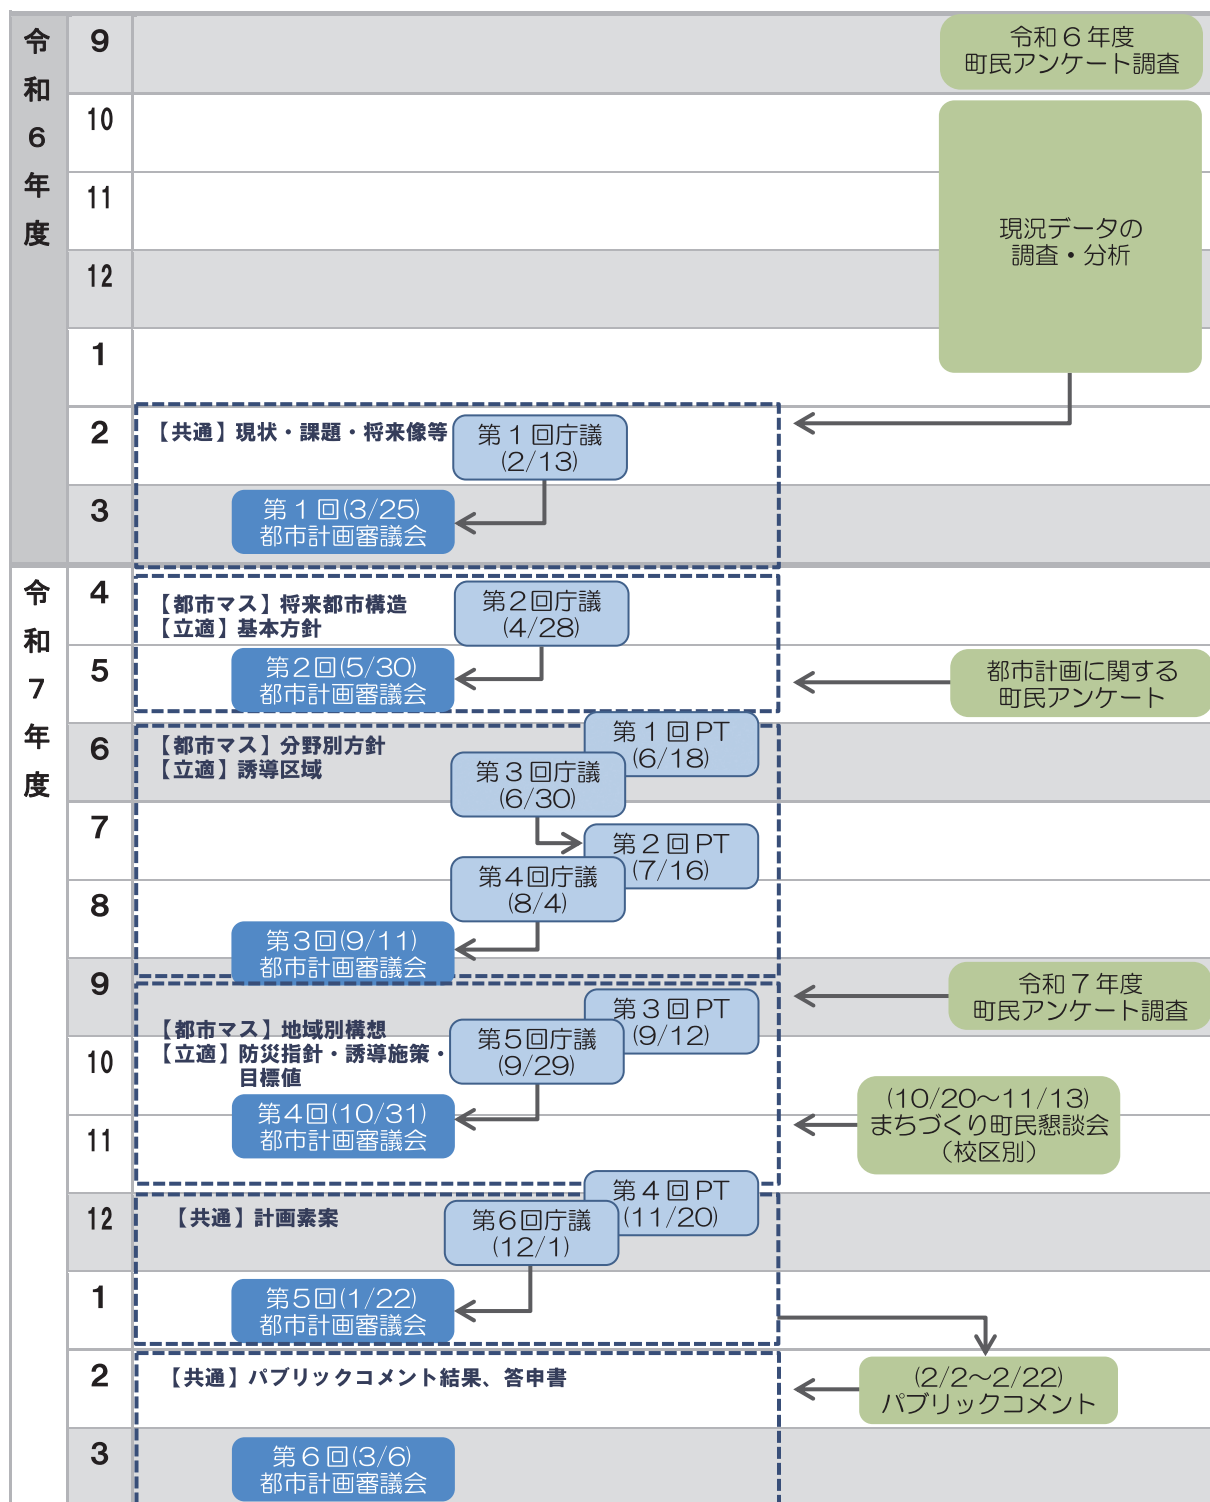 令和6年度
9
令和6年度
町民アンケート調査
10
11
12
1
現況データの
調査・分析
2
【共通】現状・課題・将来像等
第1回庁議
(2/13)
3
第1回(3/25)
都市計画審議会
令和7年度
4
【都市マス】将来都市構造
【立適】基本方針
第2回庁議
(4/28)
5
第2回(5/30)
都市計画審議会
都市計画に関する
町民アンケート
6
【都市マス】分野別方針
【立適】誘導区域
第1回PT
(6/18)
第3回庁議
(6/30)
7
第2回PT
(7/16)
第4回庁議
(8/4)
8
第3回(9/11)
都市計画審議会
9
令和7年度
町民アンケート調査
第3回PT
(9/12)
【都市マス】地域別構想
【立適】防災指針・誘導施策・
目標値
第5回庁議
(9/29)
10
第4回(10/31)
都市計画審議会
(10/20～11/13)
まちづくり町民懇談会
(校区別)
11
第4回PT
(11/20)
12
【共通】計画素案
第6回庁議
(12/1)
1
第5回(1/22)
都市計画審議会
2
【共通】パブリックコメント結果、答申書
(2/2～2/22)
パブリックコメント
3
第6回(3/6)
都市計画審議会